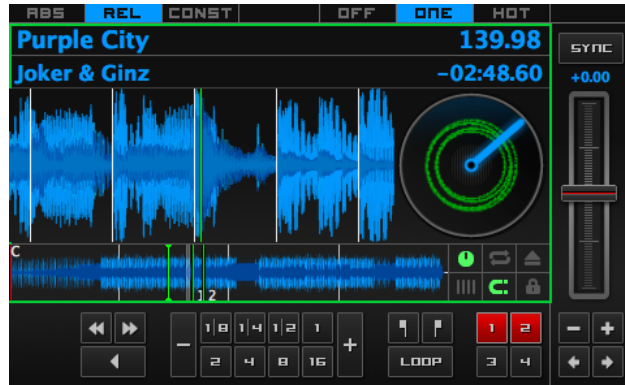 ABS REL CONST OFF ONE HOT
Purple City 139.98
SYNC
Joker & Ginz -02:48.60
+0.00
C
1 2
- 1|8 1|4 1|2 1 + 1 2 - +
2 4 8 16 LOOP 3 4